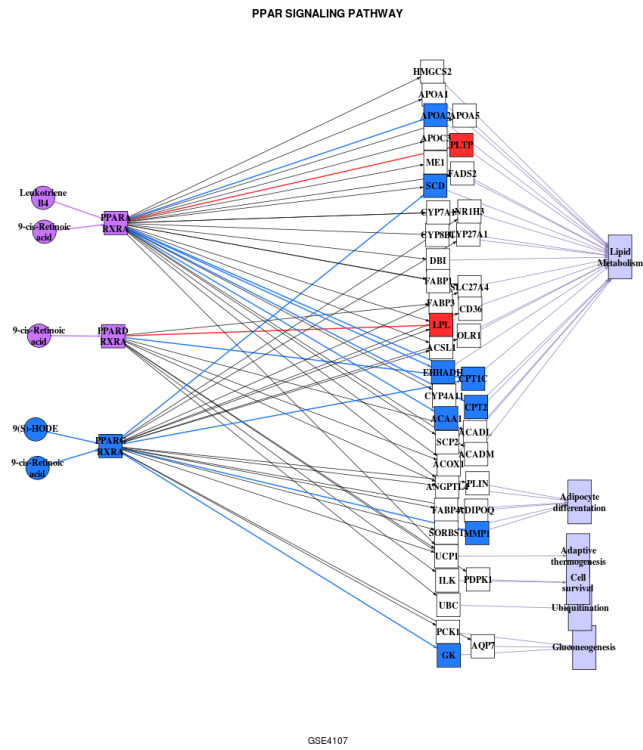 PPAR SIGNALING PATHWAY
HMGCS2
APOA1
APOA2
APOA5
APOC3
PLTP
ME1
FADS2
SCD
Leukotriene
B4
9-cis-Retinoic
acid
PPARA
RXRA
CYP7A1
NR1H3
CYP8B1
CYP27A1
DBI
Lipid
Metabolism
FABP1
SLC27A4
FABP3
CD36
LPL
OLR1
ACSL1
9-cis-Retinoic
acid
PPARD
RXRA
EHHADH
CPT1C
CYP4A11
CPT2
ACAA1
ACADL
SCP2
ACADM
ACOX1
9(S)-HODE
9-cis-Retinoic
acid
PPARG
RXRA
ANGPTL4
PLIN
FABP4
ADIPOQ
SORBS1
MMP1
Adipocyte
differentation
UCP1
Adaptive
thermogenesis
ILK
PDPK1
Cell
survival
UBC
Ubiquitination
PCK1
AQP7
GK
Gluconeogenesis
GSE4107